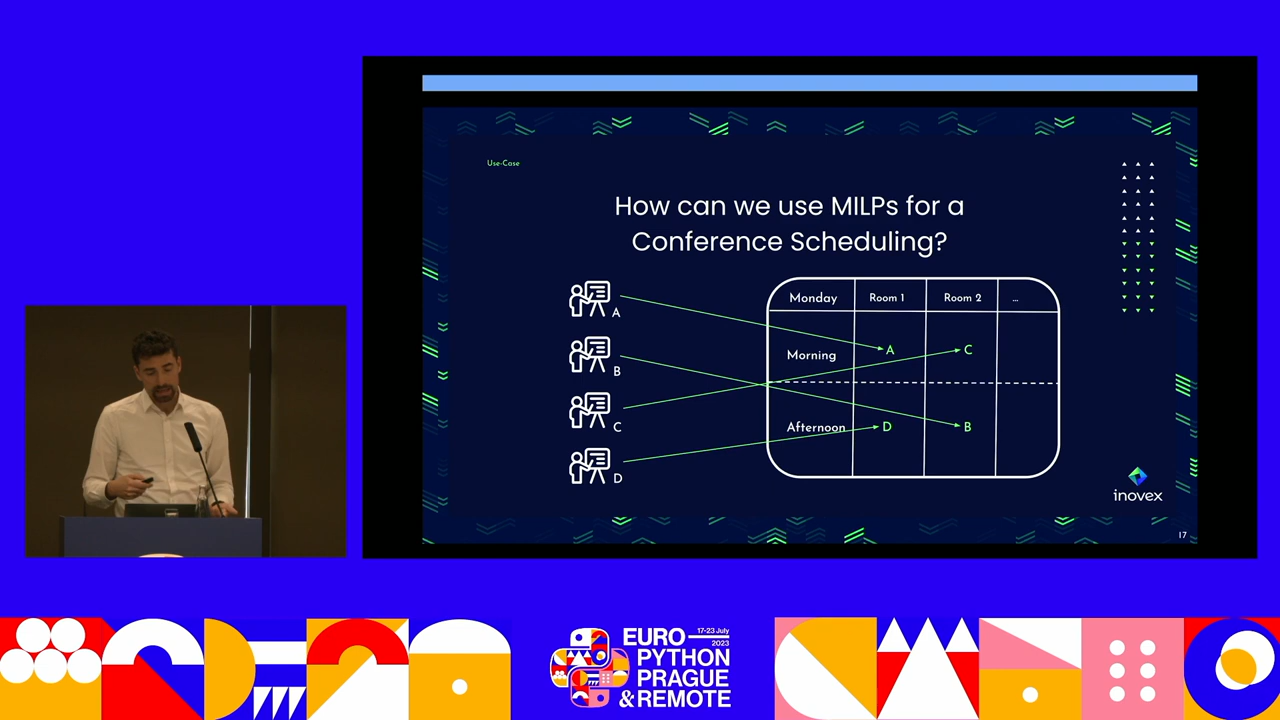 Use-Case
How can we use MILPs for a
Conference Scheduling?
A
B
C
D
Monday Room 1 Room 2 ...
Morning A C
Afternoon D B
inovex
17
EURO 17-23 July
2023
PYTHON
PRAGUE
& REMOTE